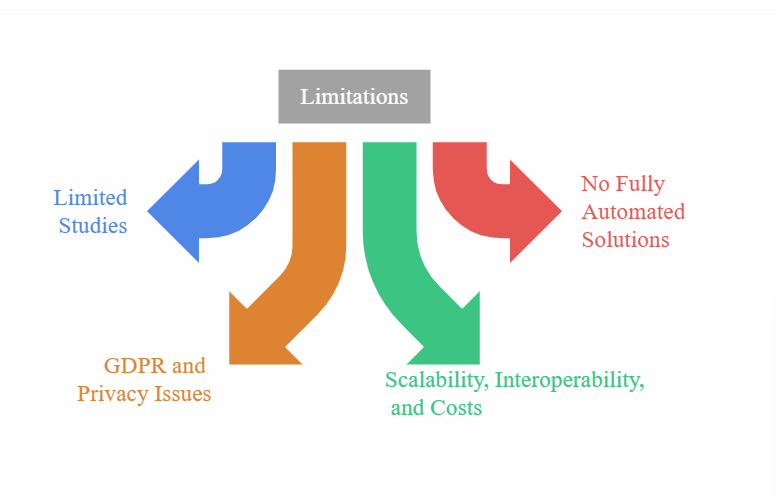 Limitations
Limited
Studies
No Fully
Automated
Solutions
GDPR and
Privacy Issues
Scalability, Interoperability,
and Costs